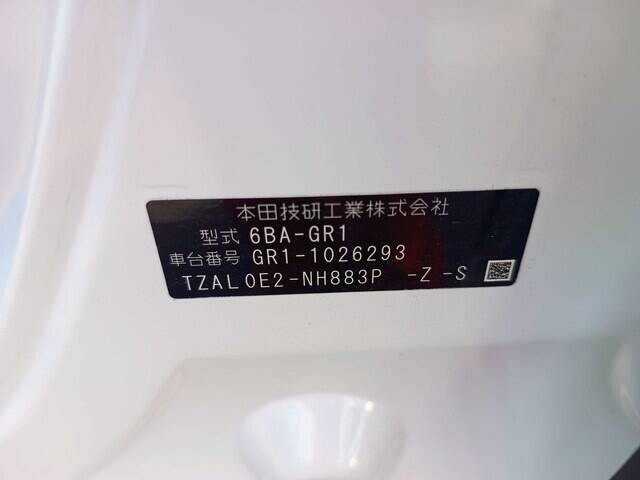 本田技研工業株式会社
型式 6BA-GR1
車台番号 GR1-1026293
TZAL0E2-NH883P -Z -S